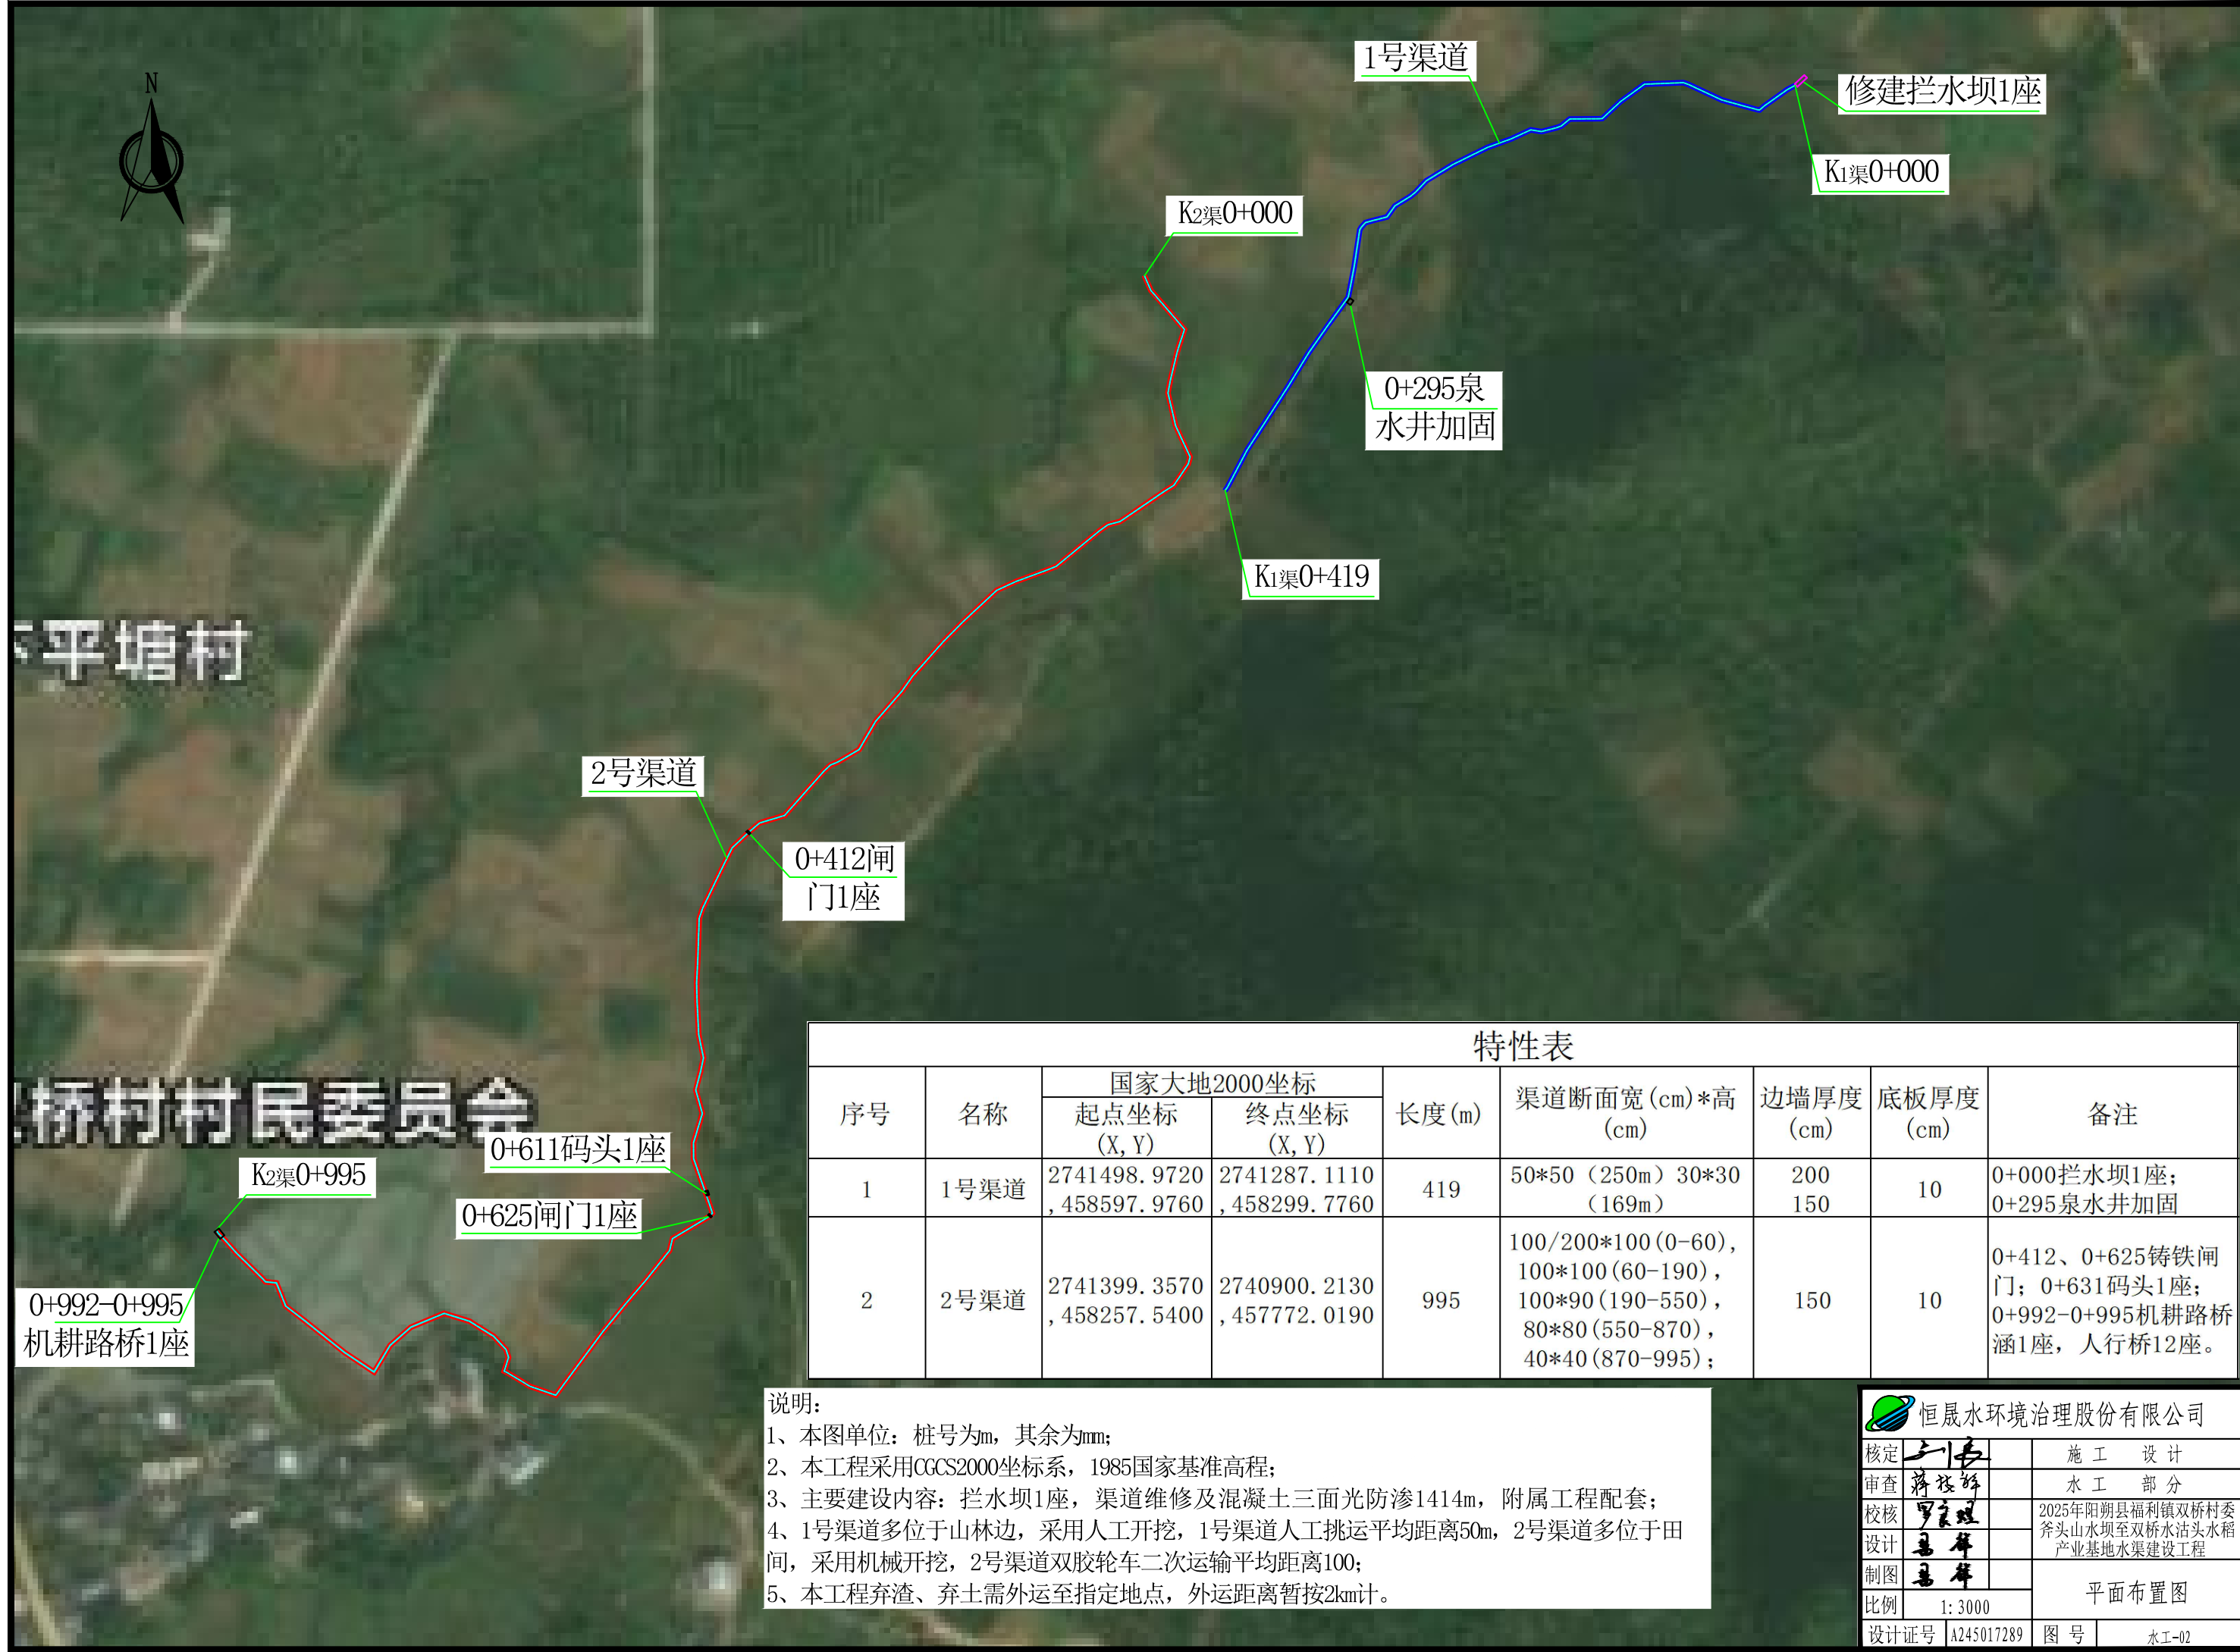 N
1号渠道
修建拦水坝1座
K1渠0+000
K2渠0+000
0+295泉
水井加固
K1渠0+419
平塘村
2号渠道
0+412闸
门1座
桥村村民委员会
0+611码头1座
K2渠0+995
0+625闸门1座
0+992-0+995
机耕路桥1座
特性表
序号 名称 国家大地2000坐标 长度(m) 渠道断面宽(cm)*高 边墙厚度 底板厚度 备注
起点坐标 终点坐标 (cm) (cm) (cm)
(X,Y) (X,Y)
1 1号渠道 2741498.9720 2741287.1110 419 50*50（250m）30*30 200 10 0+000拦水坝1座；
,458597.9760 ,458299.7760 （169m） 150 0+295泉水井加固
2 2号渠道 2741399.3570 2740900.2130 995 100/200*100(0-60), 150 10 0+412、0+625铸铁闸
,458257.5400 ,457772.0190 100*100(60-190), 门；0+631码头1座；
100*90(190-550), 0+992-0+995机耕路桥
80*80(550-870), 涵1座，人行桥12座。
40*40(870-995)；
说明：
1、本图单位：桩号为m，其余为mm；
2、本工程采用CGCS2000坐标系，1985国家基准高程；
3、主要建设内容：拦水坝1座，渠道维修及混凝土三面光防渗1414m，附属工程配套；
4、1号渠道多位于山林边，采用人工开挖，1号渠道人工挑运平均距离50m，2号渠道多位于田
间，采用机械开挖，2号渠道双胶轮车二次运输平均距离100；
5、本工程弃渣、弃土需外运至指定地点，外运距离暂按2km计。
恒晟水环境治理股份有限公司
核定 施工 设计
审查 水工 部分
校核 2025年阳朔县福利镇双桥村委
斧头山水坝至双桥水沽头水稻
设计 产业基地水渠建设工程
制图 平面布置图
比例 1:3000
设计证号 A245017289 图号 水工-02